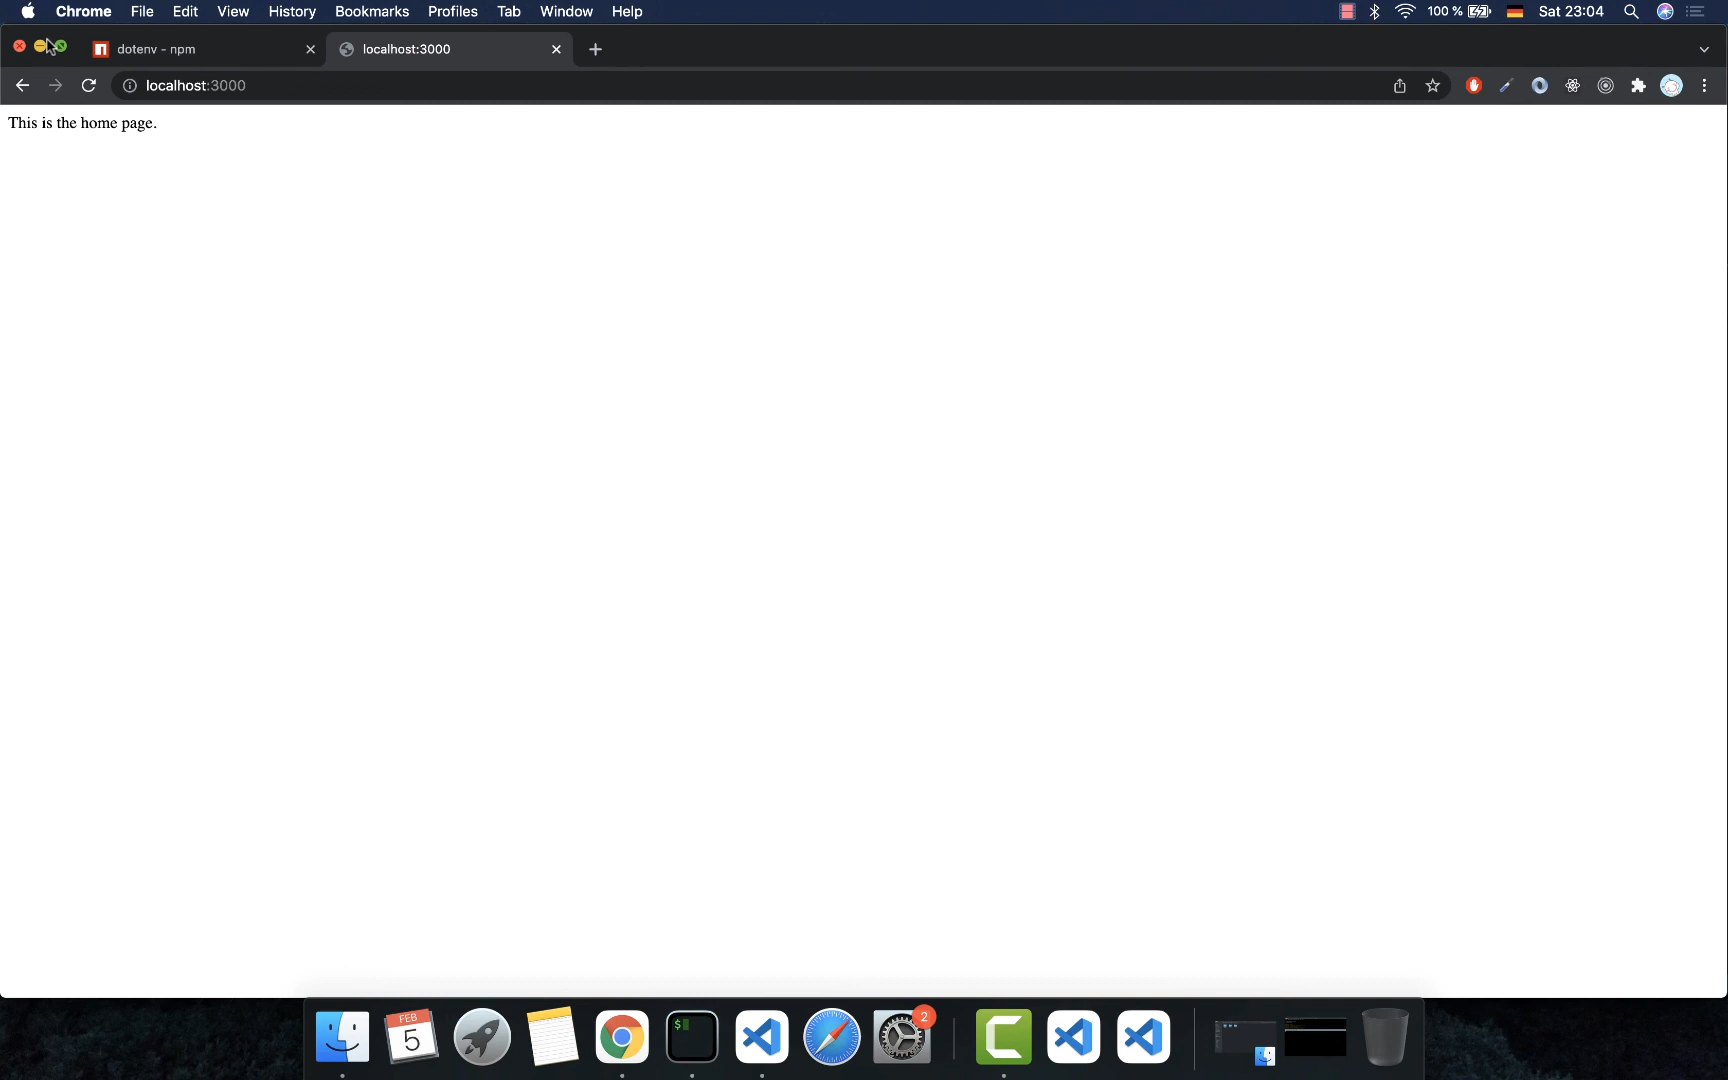 Chrome File Edit View History Bookmarks Profiles Tab Window Help 100 % Sat 23:04
dotenv - npm localhost:3000
localhost:3000
This is the home page.
FEB
5
$
2